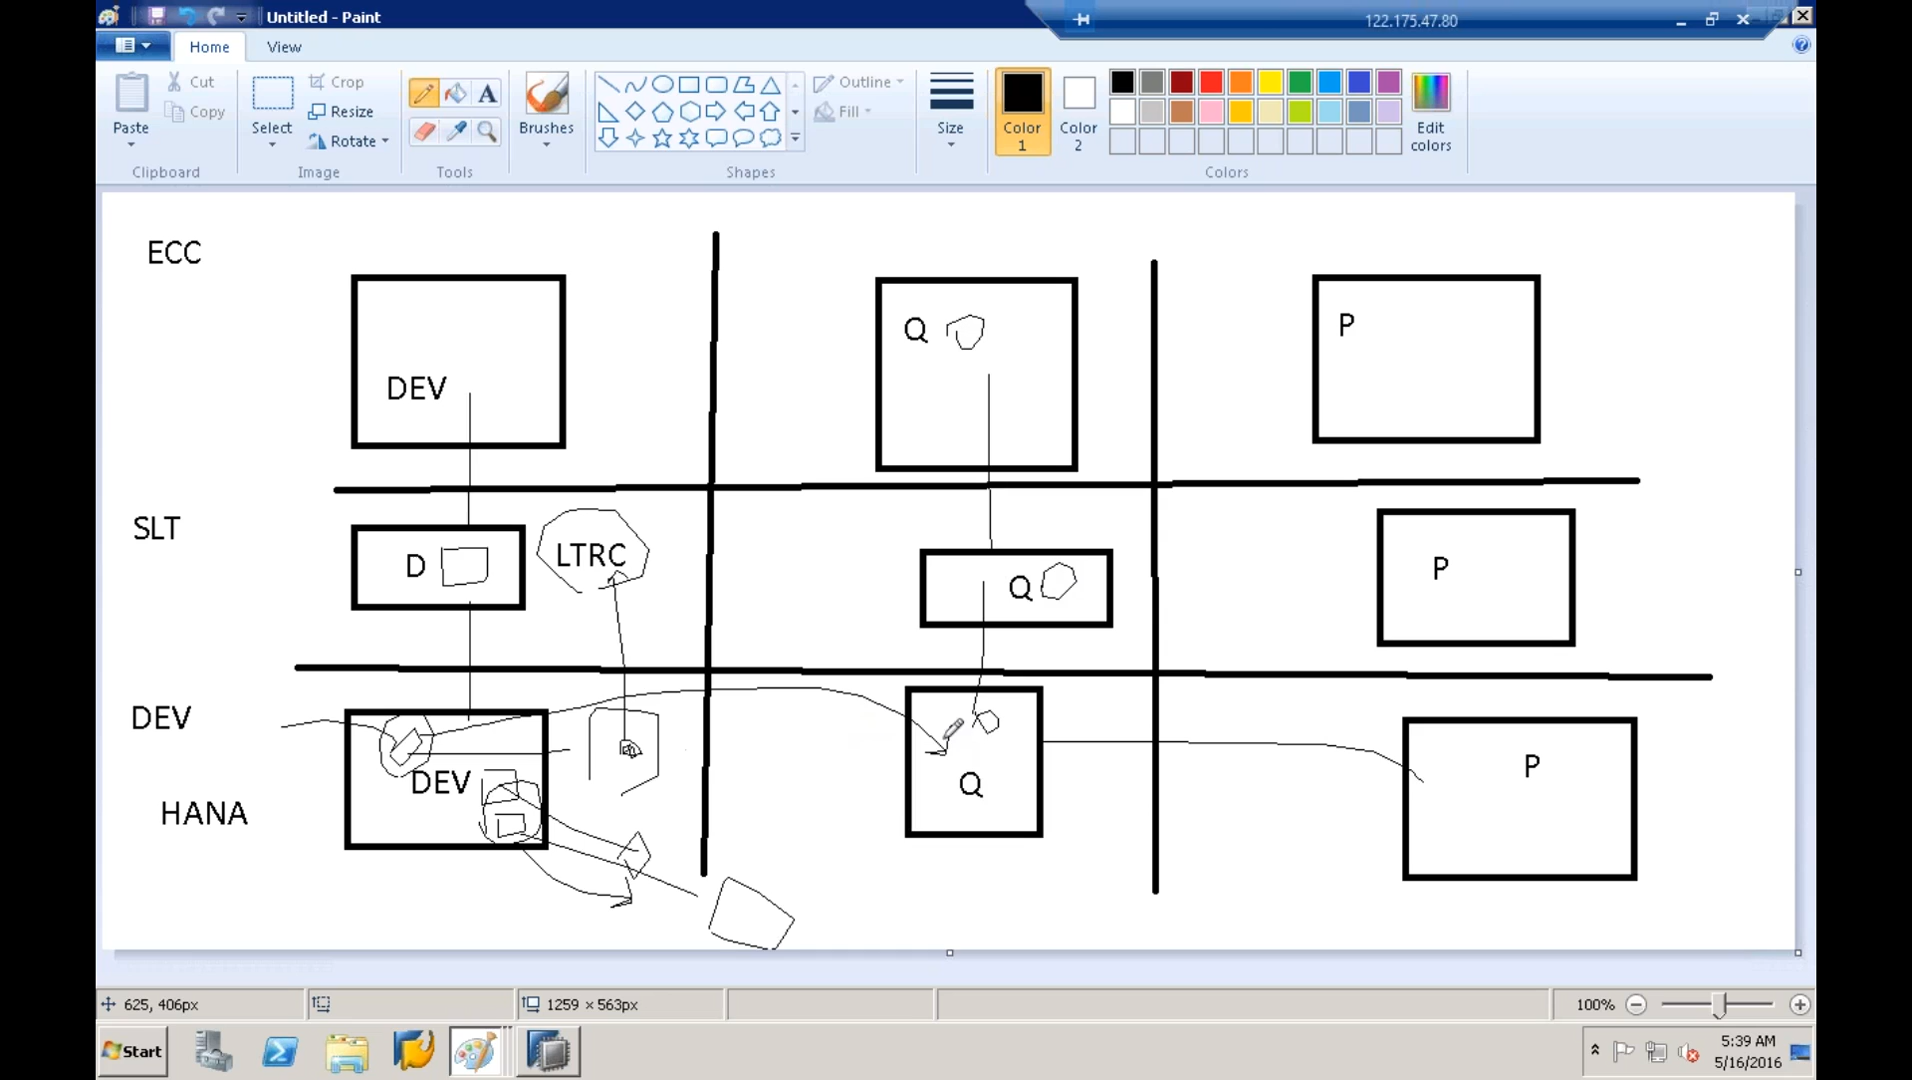 Untitled - Paint
122.175.47.80
Home
View
Paste
Cut
Copy
Clipboard
Select
Crop
Resize
Rotate
Image
A
Tools
Brushes
Outline
Fill
Shapes
Size
Color
1
Color
2
Edit
colors
Colors
ECC
DEV
Q
P
SLT
D
LTRC
Q
P
DEV
HANA
DEV
Q
P
625, 406px
1259 × 563px
100%
Start
5:39 AM
5/16/2016